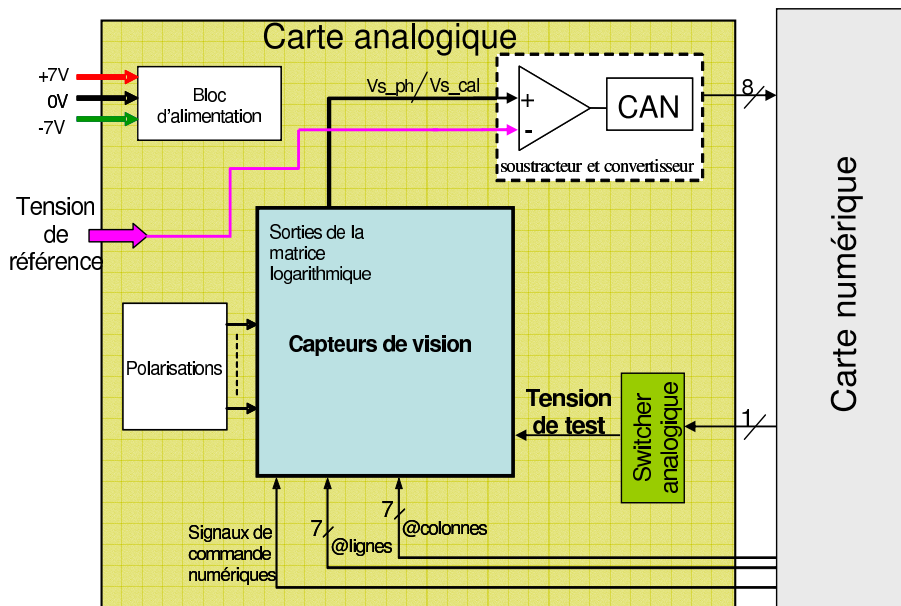 Carte analogique
+7V
0V
-7V
Bloc
d'alimentation
Vs_ph/Vs_cal
+
-
CAN
soustracteur et convertisseur
8
Tension
de
référence
Sorties de la
matrice
logarithmique
Capteurs de vision
Polarisations
Tension
de test
Switcher
analogique
1
Carte numérique
7
@colonnes
7
@lignes
Signaux de
commande
numériques